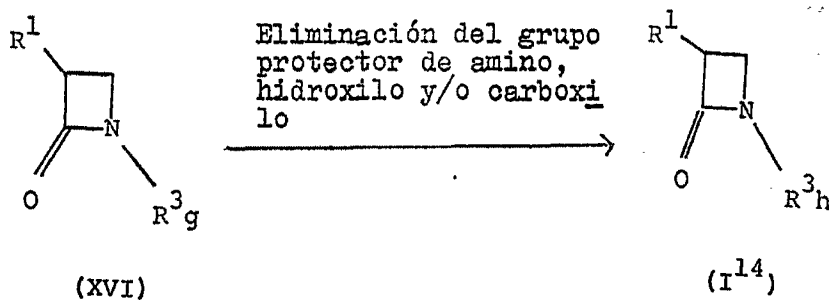 R¹
Eliminación del grupo
protector de amino,
hidroxilo y/o carboxi
lo
R¹
N
O
R³g
N
O
R³h
(XVI)
(I¹⁴)